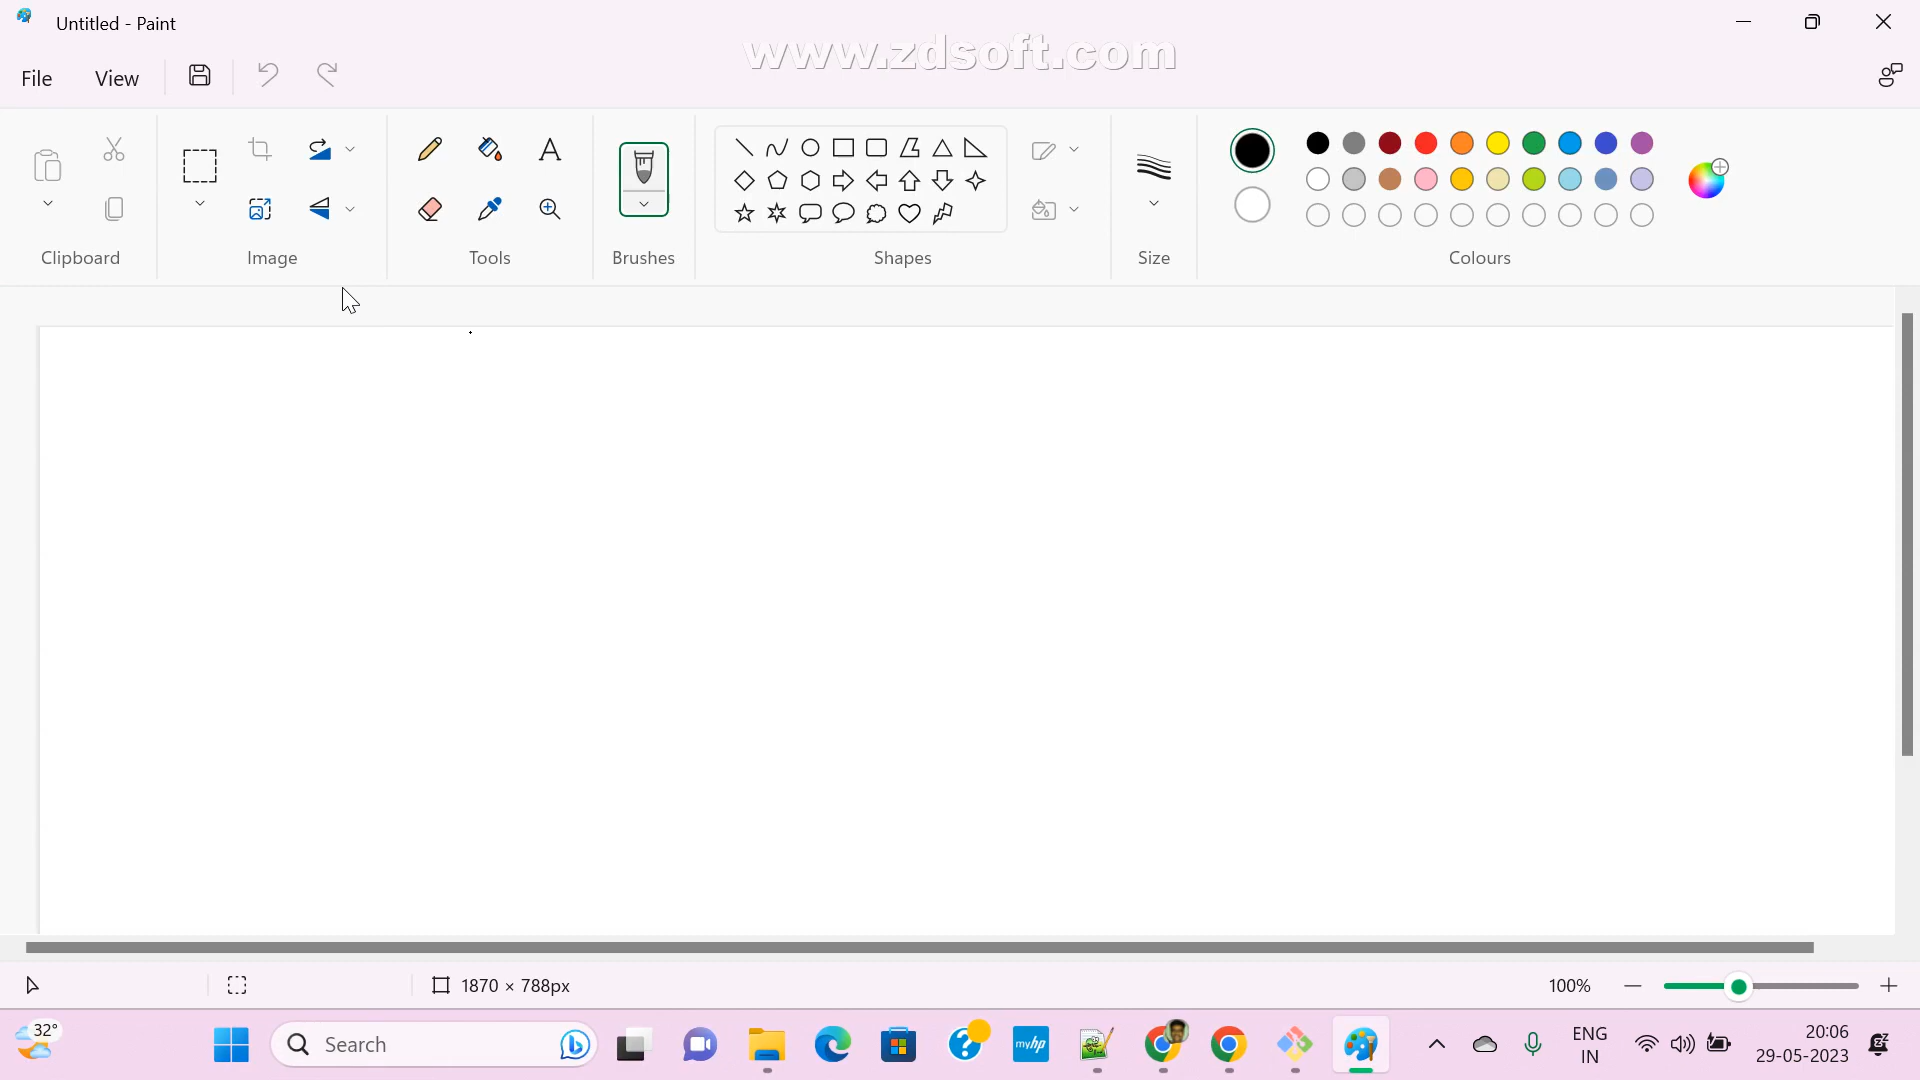 Untitled - Paint
www.zdsoft.com
File View
Clipboard Image Tools Brushes Shapes Size Colours
1870 × 788px 100%
32° Search myhp ENG 20:06
IN 29-05-2023